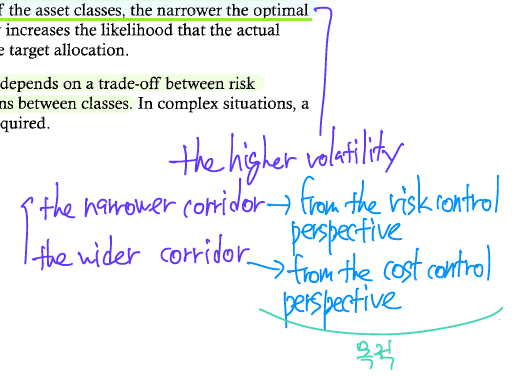 f the asset classes, the narrower the optimal
increases the likelihood that the actual
e target allocation.
depends on a trade-off between risk
ns between classes. In complex situations, a
quired.
the higher volatility
the narrower corridor → from the risk control
perspective
the wider corridor → from the cost control
perspective
목적